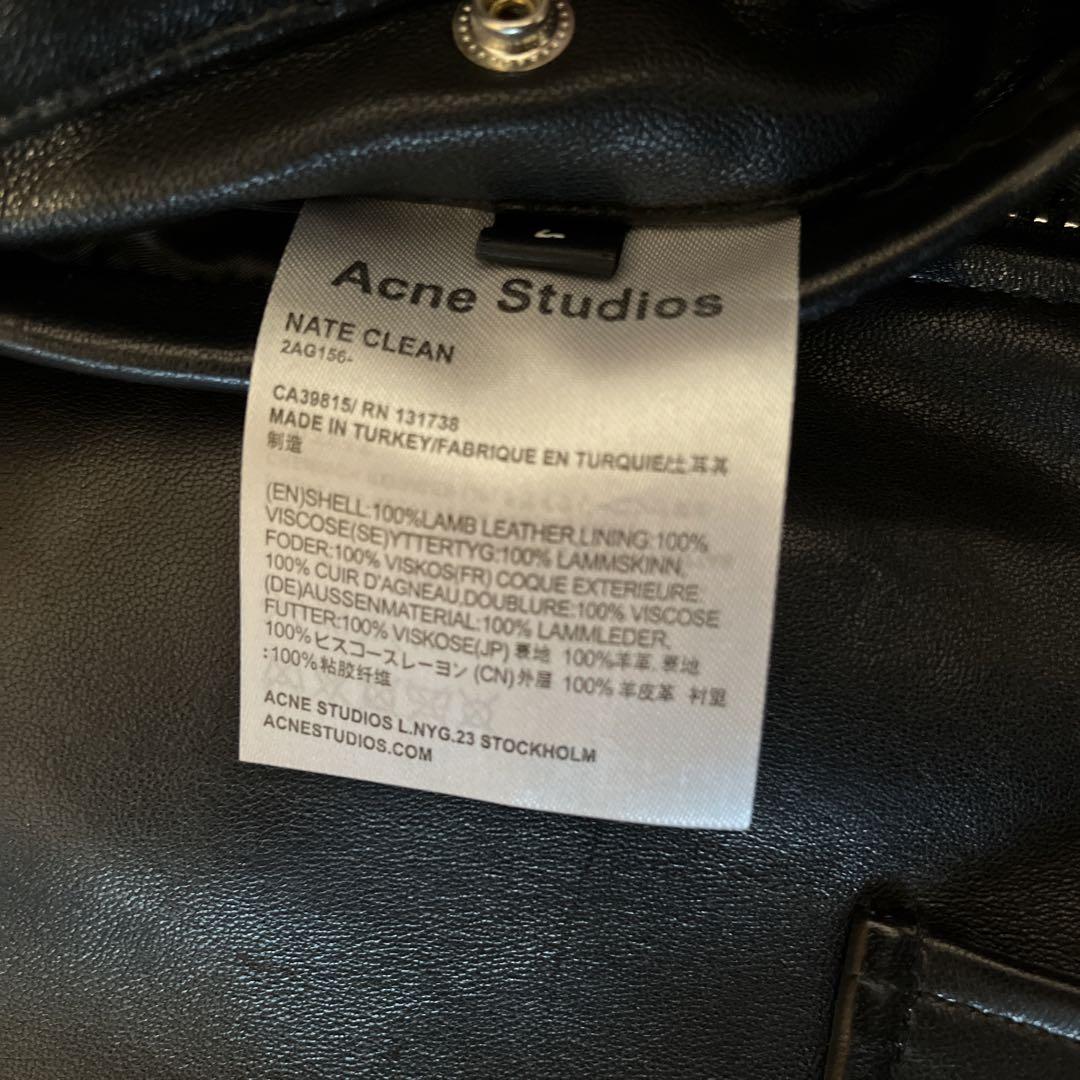 Acne Studios
NATE CLEAN
2AG156-
CA39815/ RN 131738
MADE IN TURKEY/FABRIQUE EN TURQUIE/土耳其
制造
(EN)SHELL:100%LAMB LEATHER.LINING:100%
VISCOSE(SE)YTTERTYG:100% LAMMSKINN.
FODER:100% VISKOS(FR) COQUE EXTERIEURE:
100% CUIR D'AGNEAU.DOUBLURE:100% VISCOSE
(DE)AUSSENMATERIAL:100% LAMMLEDER,
FUTTER:100% VISKOSE(JP) 表地 100%羊革, 裏地
100%ビスコースレーヨン (CN)外层 100% 羊皮革 衬里
:100%粘胶纤维
ACNE STUDIOS L.NYG.23 STOCKHOLM
ACNESTUDIOS.COM